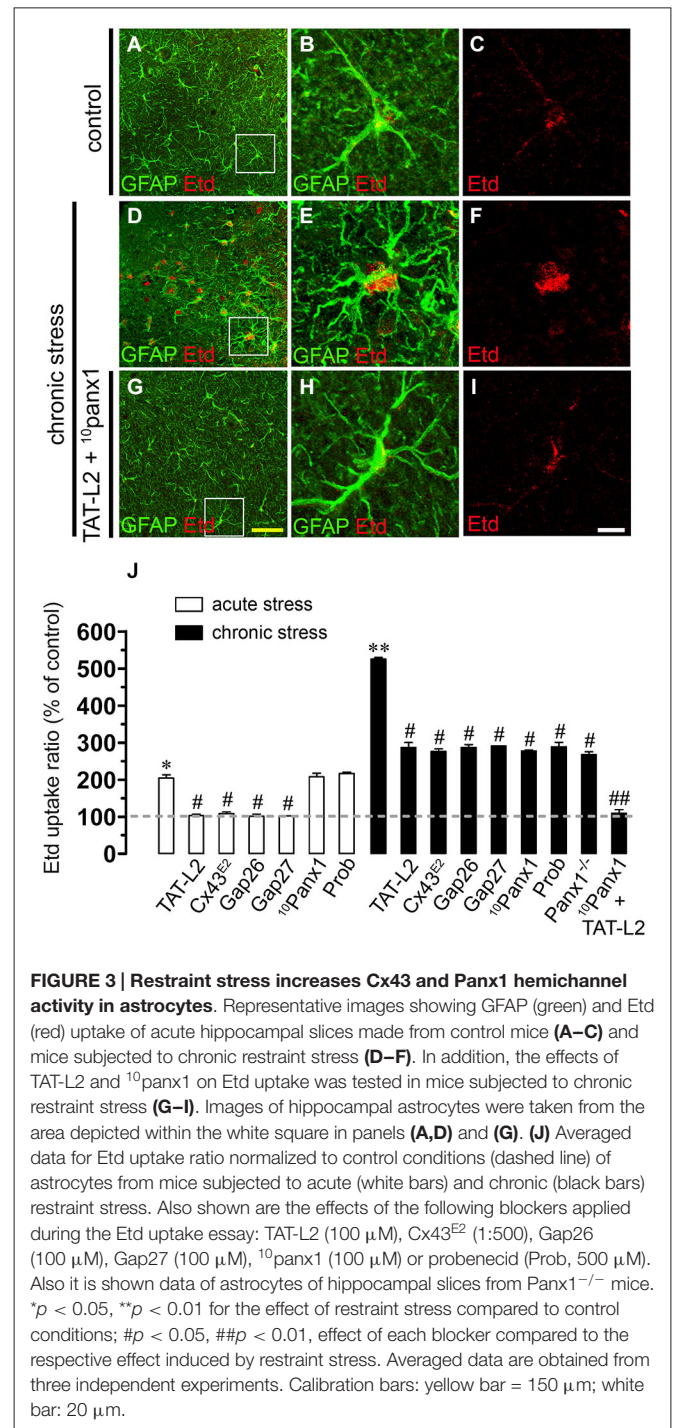 control
A
B
C
GFAP Etd
GFAP Etd
Etd
chronic stress
D
E
F
GFAP Etd
GFAP Etd
Etd
TAT-L2 + ¹⁰panx1
G
H
I
GFAP Etd
GFAP Etd
Etd
J
acute stress
chronic stress
Etd uptake ratio (% of control)
600
500
400
300
200
100
0
*
#
#
#
#
**
#
#
#
#
#
#
#
##
TAT-L2
Cx43ᴱ²
Gap26
Gap27
¹⁰Panx1
Prob
TAT-L2
Cx43ᴱ²
Gap26
Gap27
¹⁰Panx1
Prob
Panx1⁻/⁻
¹⁰Panx1
+
TAT-L2
FIGURE 3 | Restraint stress increases Cx43 and Panx1 hemichannel
activity in astrocytes. Representative images showing GFAP (green) and Etd
(red) uptake of acute hippocampal slices made from control mice (A–C) and
mice subjected to chronic restraint stress (D–F). In addition, the effects of
TAT-L2 and ¹⁰panx1 on Etd uptake was tested in mice subjected to chronic
restraint stress (G–I). Images of hippocampal astrocytes were taken from the
area depicted within the white square in panels (A,D) and (G). (J) Averaged
data for Etd uptake ratio normalized to control conditions (dashed line) of
astrocytes from mice subjected to acute (white bars) and chronic (black bars)
restraint stress. Also shown are the effects of the following blockers applied
during the Etd uptake essay: TAT-L2 (100 μM), Cx43ᴱ² (1:500), Gap26
(100 μM), Gap27 (100 μM), ¹⁰panx1 (100 μM) or probenecid (Prob, 500 μM).
Also it is shown data of astrocytes of hippocampal slices from Panx1⁻/⁻ mice.
*p < 0.05, **p < 0.01 for the effect of restraint stress compared to control
conditions; #p < 0.05, ##p < 0.01, effect of each blocker compared to the
respective effect induced by restraint stress. Averaged data are obtained from
three independent experiments. Calibration bars: yellow bar = 150 μm; white
bar: 20 μm.